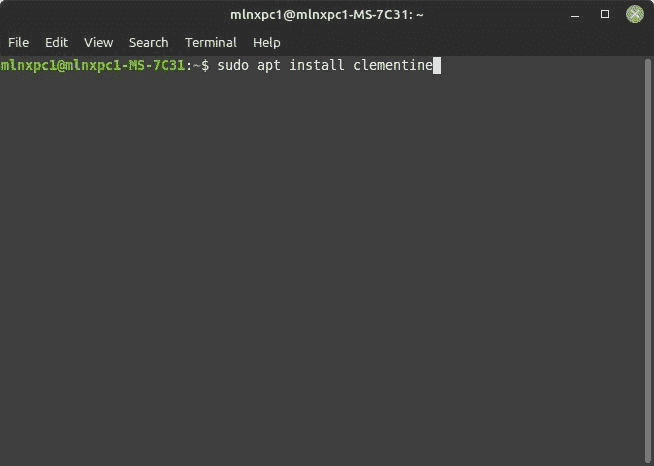 mlnxpc1@mlnxpc1-MS-7C31: ~
File Edit View Search Terminal Help
mlnxpc1@mlnxpc1-MS-7C31:~$ sudo apt install clementine